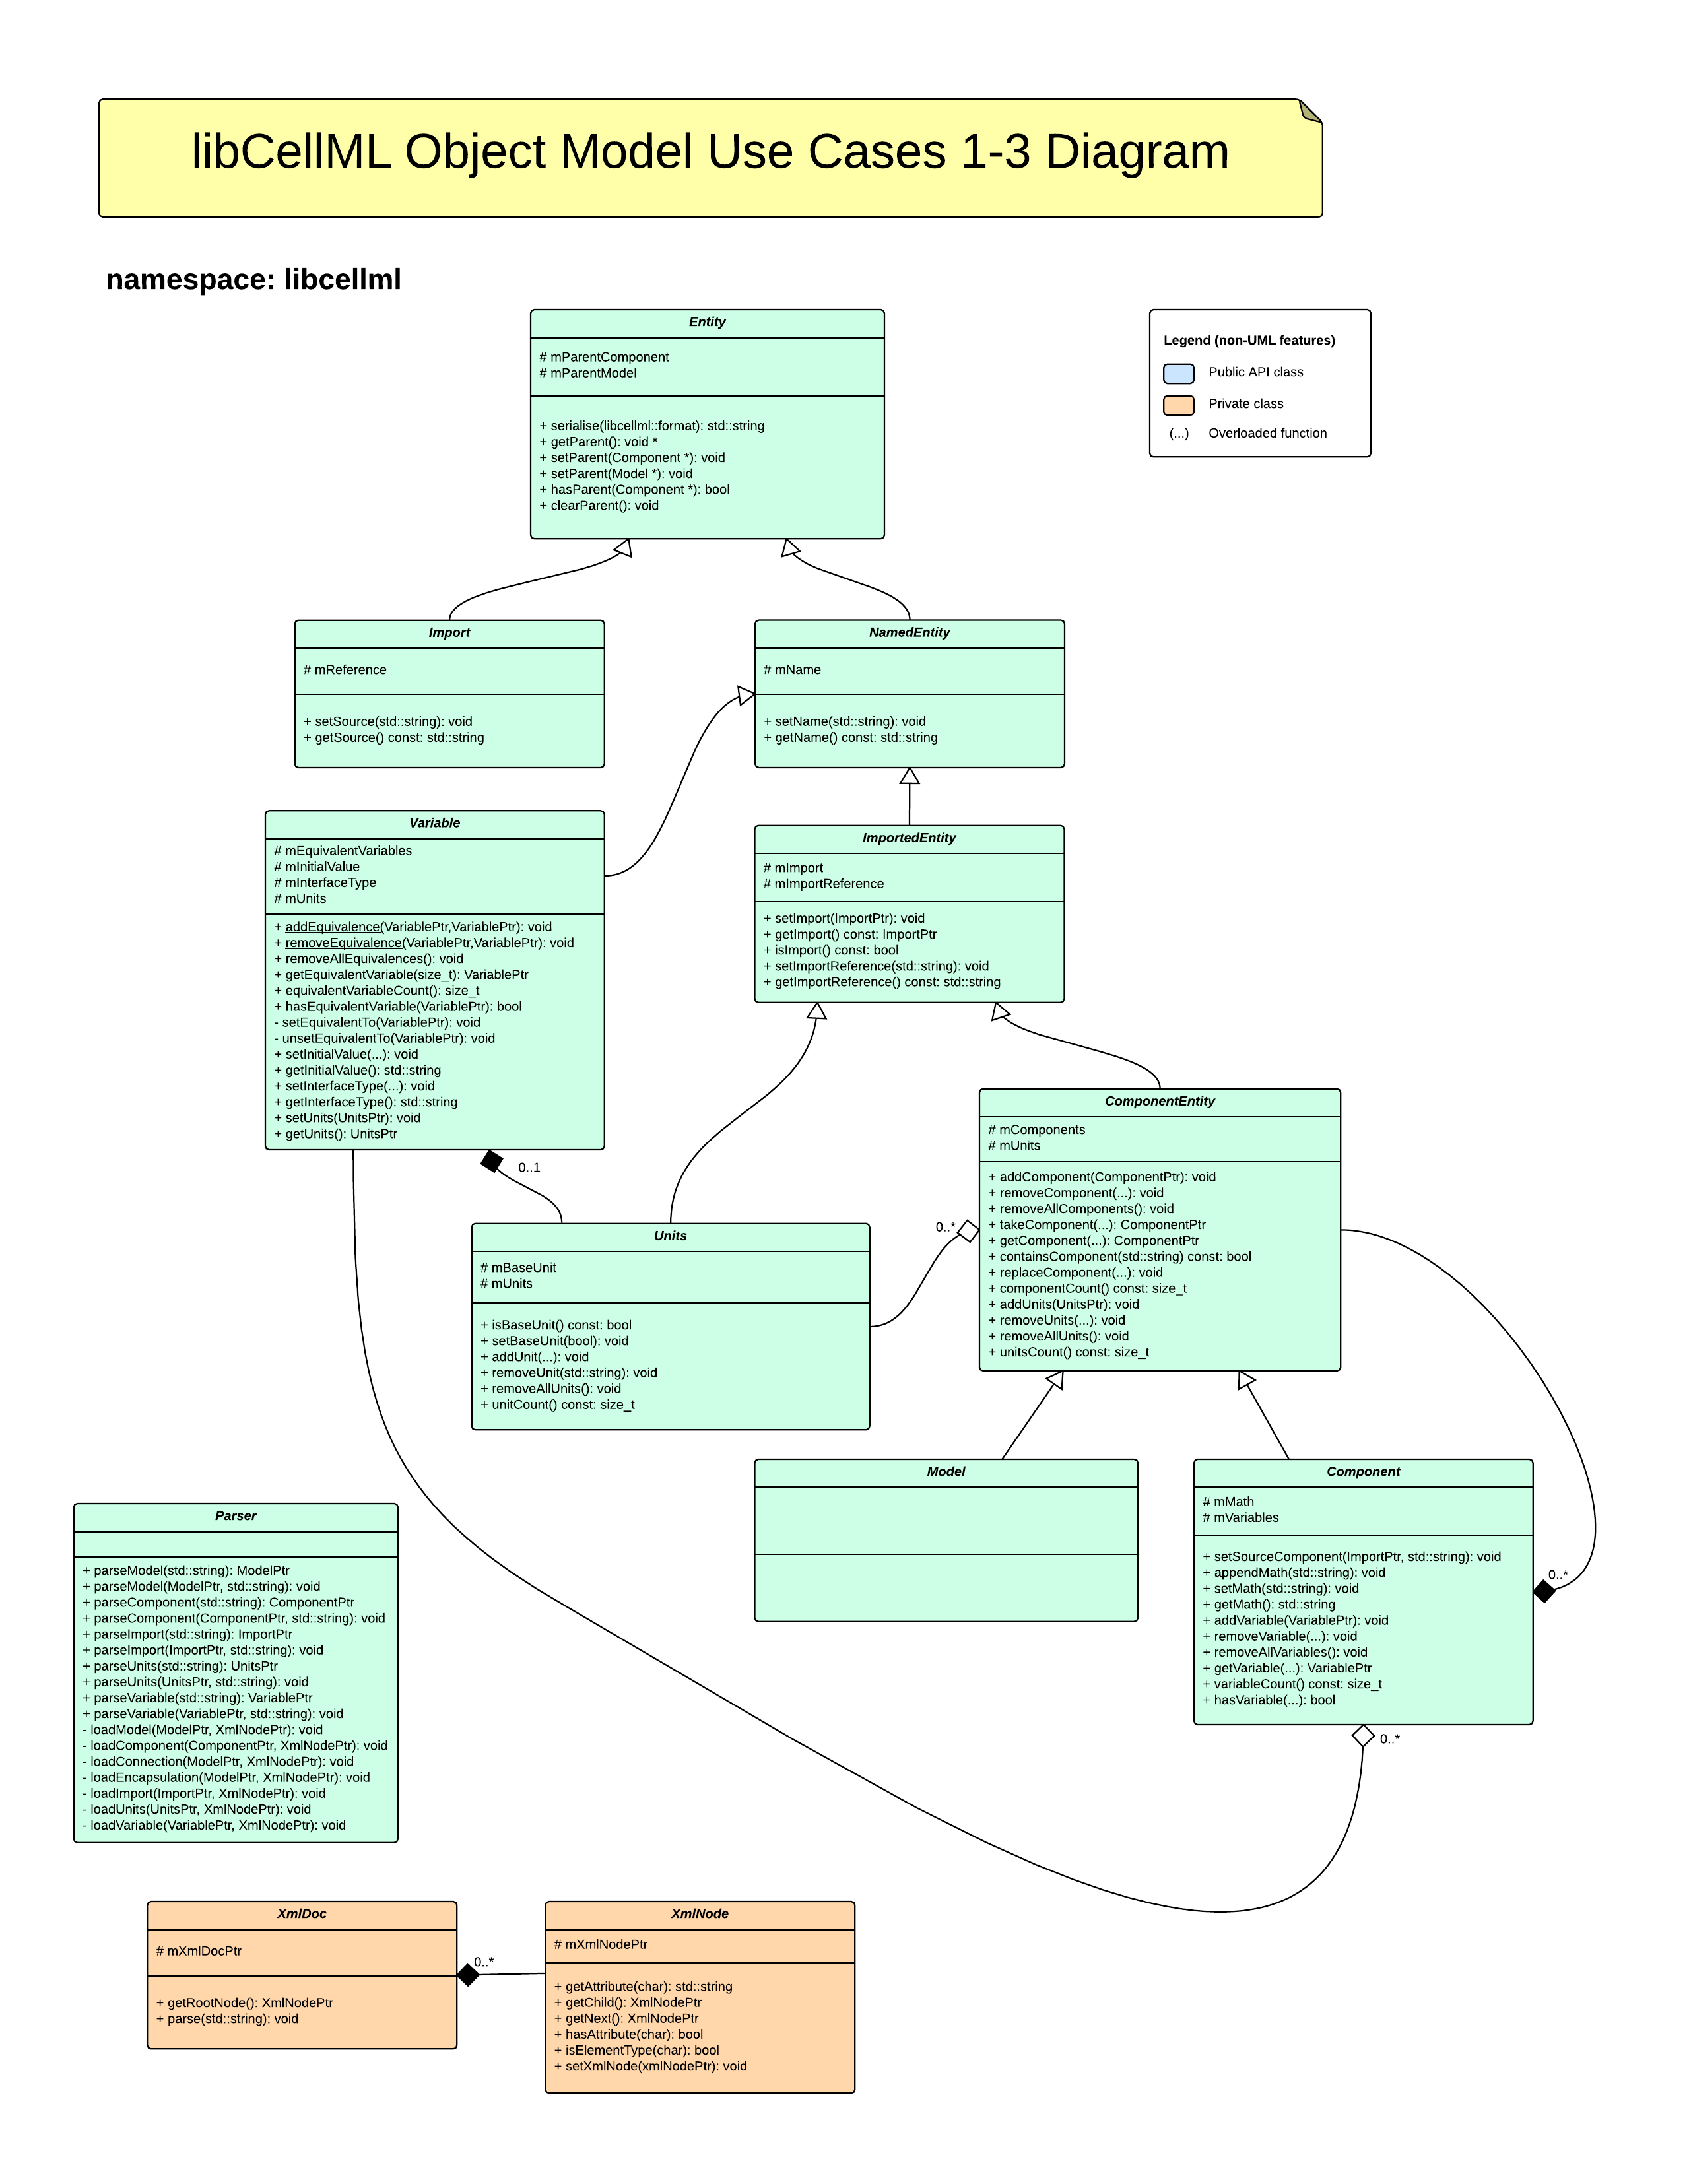 libCellML Object Model Use Cases 1-3 Diagram
namespace: libcellml
Entity
# mParentComponent
# mParentModel
+ serialise(libcellml::format): std::string
+ getParent(): void *
+ setParent(Component *): void
+ setParent(Model *): void
+ hasParent(Component *): bool
+ clearParent(): void
Legend (non-UML features)
Public API class
Private class
(...) Overloaded function
Import
# mReference
+ setSource(std::string): void
+ getSource() const: std::string
NamedEntity
# mName
+ setName(std::string): void
+ getName() const: std::string
Variable
# mEquivalentVariables
# mInitialValue
# mInterfaceType
# mUnits
+ addEquivalence(VariablePtr,VariablePtr): void
+ removeEquivalence(VariablePtr,VariablePtr): void
+ removeAllEquivalences(): void
+ getEquivalentVariable(size_t): VariablePtr
+ equivalentVariableCount(): size_t
+ hasEquivalentVariable(VariablePtr): bool
- setEquivalentTo(VariablePtr): void
- unsetEquivalentTo(VariablePtr): void
+ setInitialValue(...): void
+ getInitialValue(): std::string
+ setInterfaceType(...): void
+ getInterfaceType(): std::string
+ setUnits(UnitsPtr): void
+ getUnits(): UnitsPtr
0..1
ImportedEntity
# mImport
# mImportReference
+ setImport(ImportPtr): void
+ getImport() const: ImportPtr
+ isImport() const: bool
+ setImportReference(std::string): void
+ getImportReference() const: std::string
ComponentEntity
# mComponents
# mUnits
+ addComponent(ComponentPtr): void
+ removeComponent(...): void
+ removeAllComponents(): void
+ takeComponent(...): ComponentPtr
+ getComponent(...): ComponentPtr
+ containsComponent(std::string) const: bool
+ replaceComponent(...): void
+ componentCount() const: size_t
+ addUnits(UnitsPtr): void
+ removeUnits(...): void
+ removeAllUnits(): void
+ unitsCount() const: size_t
0..*
Units
# mBaseUnit
# mUnits
+ isBaseUnit() const: bool
+ setBaseUnit(bool): void
+ addUnit(...): void
+ removeUnit(std::string): void
+ removeAllUnits(): void
+ unitCount() const: size_t
Model
Component
# mMath
# mVariables
+ setSourceComponent(ImportPtr, std::string): void
+ appendMath(std::string): void
+ setMath(std::string): void
+ getMath(): std::string
+ addVariable(VariablePtr): void
+ removeVariable(...): void
+ removeAllVariables(): void
+ getVariable(...): VariablePtr
+ variableCount() const: size_t
+ hasVariable(...): bool
0..*
0..*
Parser
+ parseModel(std::string): ModelPtr
+ parseModel(ModelPtr, std::string): void
+ parseComponent(std::string): ComponentPtr
+ parseComponent(ComponentPtr, std::string): void
+ parseImport(std::string): ImportPtr
+ parseImport(ImportPtr, std::string): void
+ parseUnits(std::string): UnitsPtr
+ parseUnits(UnitsPtr, std::string): void
+ parseVariable(std::string): VariablePtr
+ parseVariable(VariablePtr, std::string): void
- loadModel(ModelPtr, XmlNodePtr): void
- loadComponent(ComponentPtr, XmlNodePtr): void
- loadConnection(ModelPtr, XmlNodePtr): void
- loadEncapsulation(ModelPtr, XmlNodePtr): void
- loadImport(ImportPtr, XmlNodePtr): void
- loadUnits(UnitsPtr, XmlNodePtr): void
- loadVariable(VariablePtr, XmlNodePtr): void
XmlDoc
# mXmlDocPtr
+ getRootNode(): XmlNodePtr
+ parse(std::string): void
0..*
XmlNode
# mXmlNodePtr
+ getAttribute(char): std::string
+ getChild(): XmlNodePtr
+ getNext(): XmlNodePtr
+ hasAttribute(char): bool
+ isElementType(char): bool
+ setXmlNode(xmlNodePtr): void